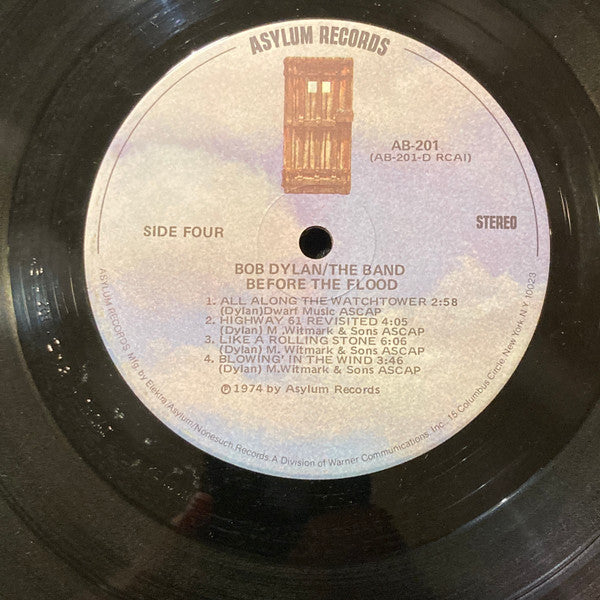 ASYLUM RECORDS
AB-201
(AB-201-D RCAI)
SIDE FOUR
STEREO
BOB DYLAN/THE BAND
BEFORE THE FLOOD
1. ALL ALONG THE WATCHTOWER 2:58
(Dylan)Dwarf Music ASCAP
2. HIGHWAY 61 REVISITED 4:05
(Dylan) M .Witmark & Sons ASCAP
3. LIKE A ROLLING STONE 6:06
(Dylan) M. Witmark & Sons ASCAP
4. BLOWING' IN THE WIND 3:46
(Dylan) M.Witmark & Sons ASCAP
℗1974 by Asylum Records
ASYLUM RECORDS Mfg. by Elektra/Asylum/Nonesuch Records A Division of Warner Communications, Inc. 15 Columbus Circle, New York, N.Y. 10023